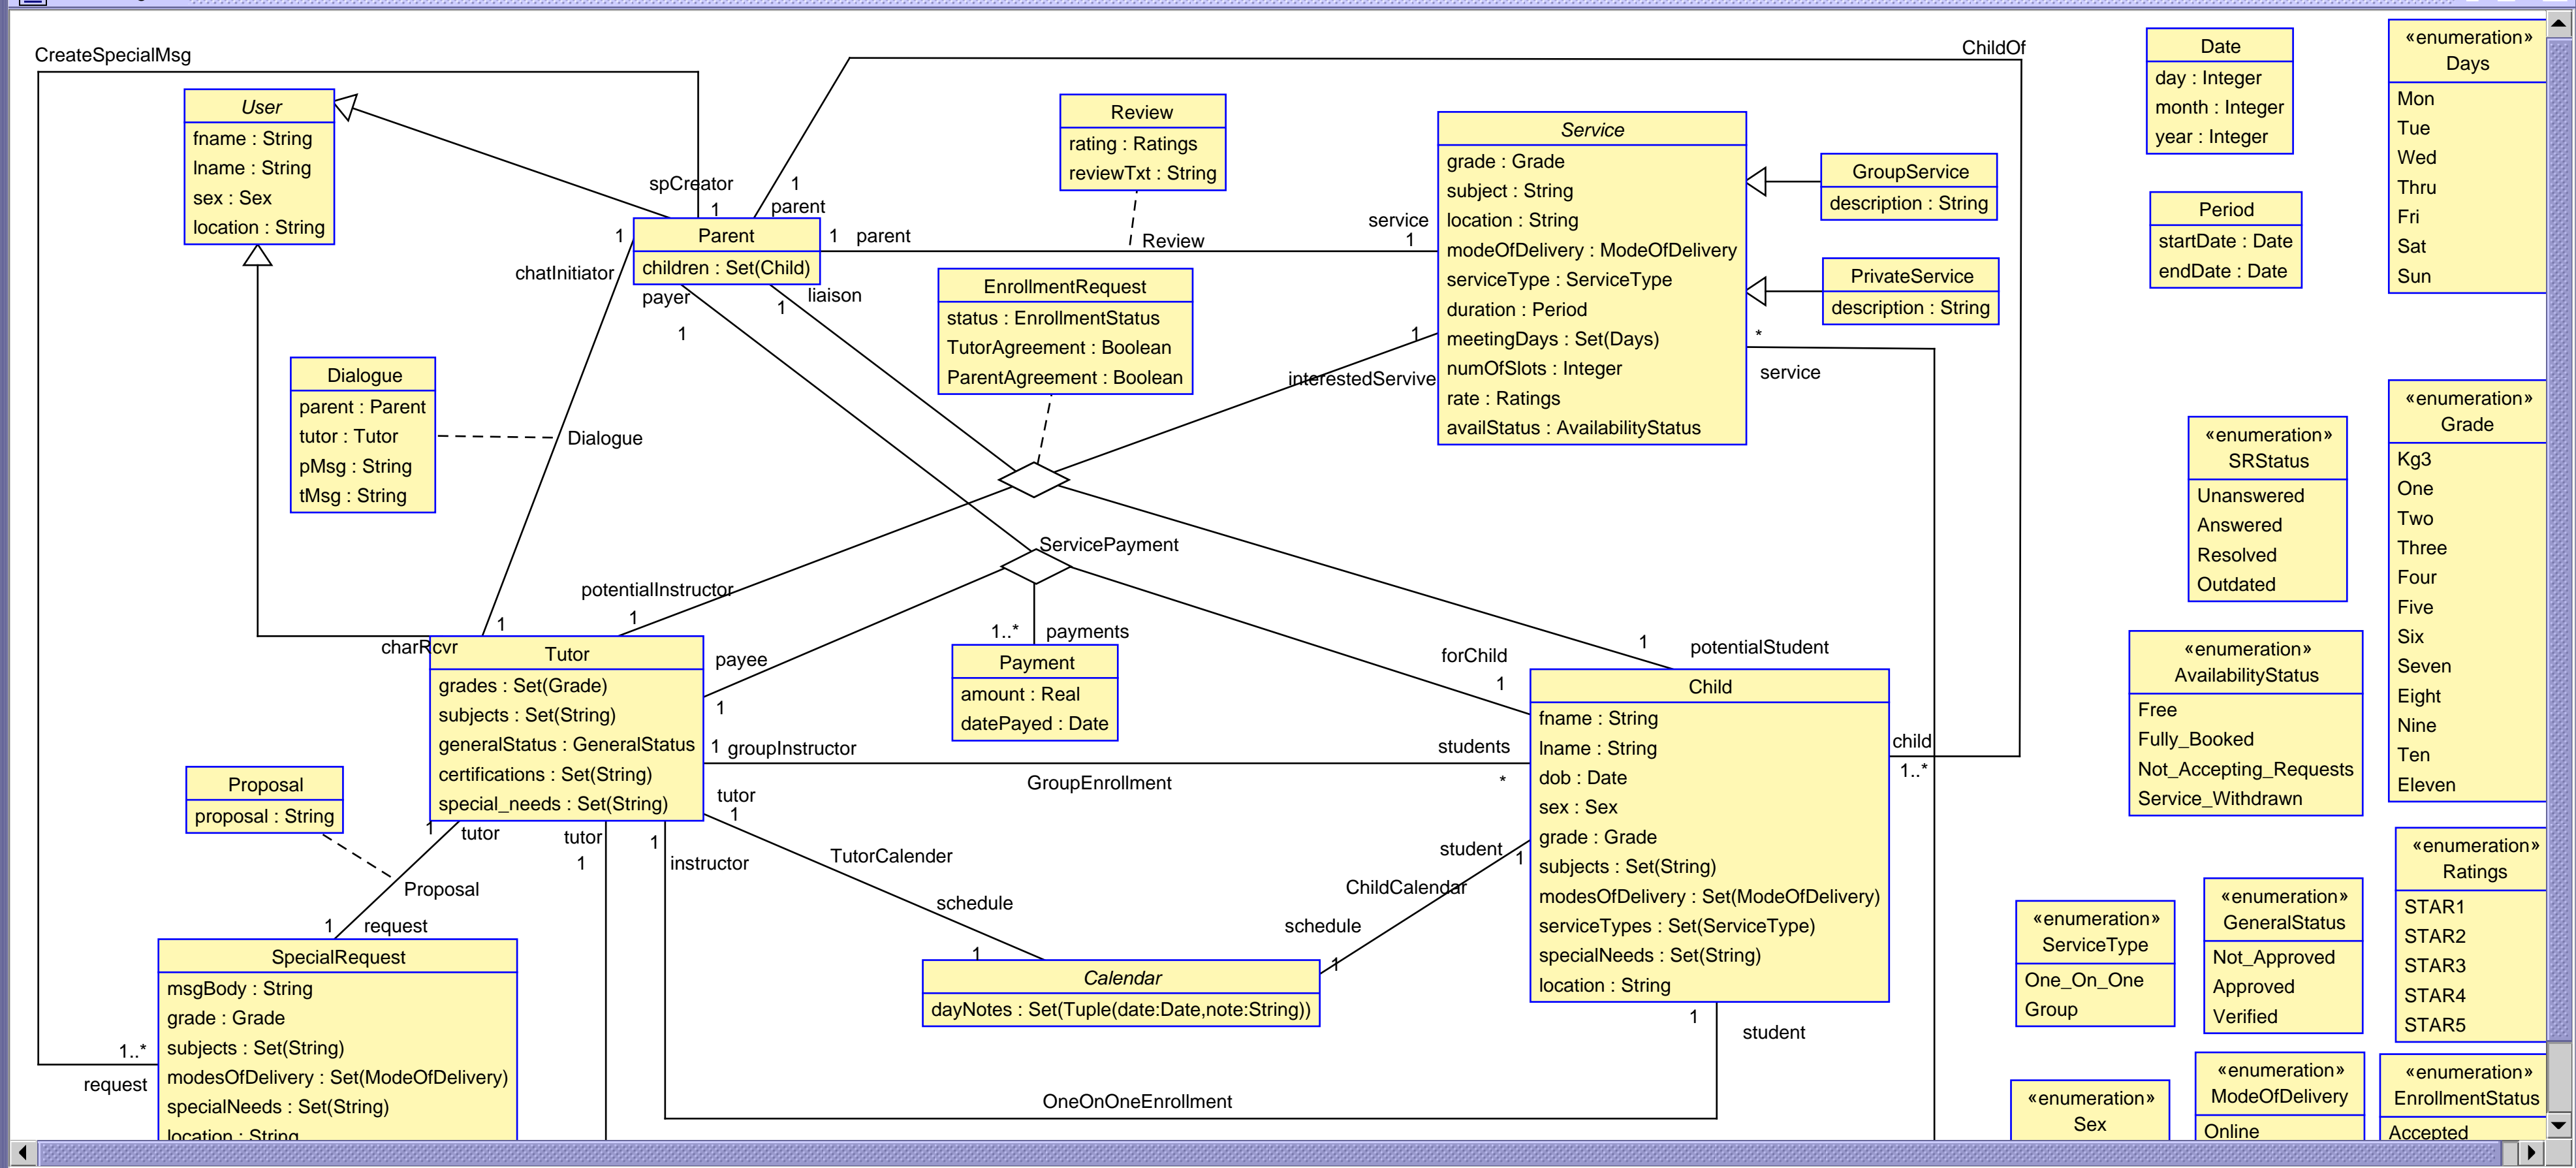 CreateSpecialMsg
ChildOf
User
fname : String
lname : String
sex : Sex
location : String
spCreator
1
1
parent
Parent
children : Set(Child)
1
chatInitiator
payer
1
liaison
1
1
parent
Review
rating : Ratings
reviewTxt : String
Review
service
1
Service
grade : Grade
subject : String
location : String
modeOfDelivery : ModeOfDelivery
serviceType : ServiceType
duration : Period
meetingDays : Set(Days)
numOfSlots : Integer
rate : Ratings
availStatus : AvailabilityStatus
GroupService
description : String
PrivateService
description : String
*
service
1
interestedServive
EnrollmentRequest
status : EnrollmentStatus
TutorAgreement : Boolean
ParentAgreement : Boolean
Dialogue
parent : Parent
tutor : Tutor
pMsg : String
tMsg : String
Dialogue
ServicePayment
potentialInstructor
1
1
charRcvr
Tutor
grades : Set(Grade)
subjects : Set(String)
generalStatus : GeneralStatus
certifications : Set(String)
special_needs : Set(String)
payee
1
1..*
payments
Payment
amount : Real
datePayed : Date
forChild
1
1
potentialStudent
1
groupInstructor
students
*
GroupEnrollment
Child
fname : String
lname : String
dob : Date
sex : Sex
grade : Grade
subjects : Set(String)
modesOfDelivery : Set(ModeOfDelivery)
serviceTypes : Set(ServiceType)
specialNeeds : Set(String)
location : String
child
1..*
Proposal
proposal : String
Proposal
1
tutor
tutor
1
1
instructor
tutor
1
TutorCalender
schedule
1
student
1
ChildCalendar
schedule
1
Calendar
dayNotes : Set(Tuple(date:Date,note:String))
1
request
SpecialRequest
msgBody : String
grade : Grade
subjects : Set(String)
modesOfDelivery : Set(ModeOfDelivery)
specialNeeds : Set(String)
location : String
1..*
request
1
student
OneOnOneEnrollment
Date
day : Integer
month : Integer
year : Integer
Period
startDate : Date
endDate : Date
«enumeration»
Days
Mon
Tue
Wed
Thru
Fri
Sat
Sun
«enumeration»
SRStatus
Unanswered
Answered
Resolved
Outdated
«enumeration»
Grade
Kg3
One
Two
Three
Four
Five
Six
Seven
Eight
Nine
Ten
Eleven
«enumeration»
AvailabilityStatus
Free
Fully_Booked
Not_Accepting_Requests
Service_Withdrawn
«enumeration»
Ratings
STAR1
STAR2
STAR3
STAR4
STAR5
«enumeration»
ServiceType
One_On_One
Group
«enumeration»
GeneralStatus
Not_Approved
Approved
Verified
«enumeration»
Sex
«enumeration»
ModeOfDelivery
Online
«enumeration»
EnrollmentStatus
Accepted